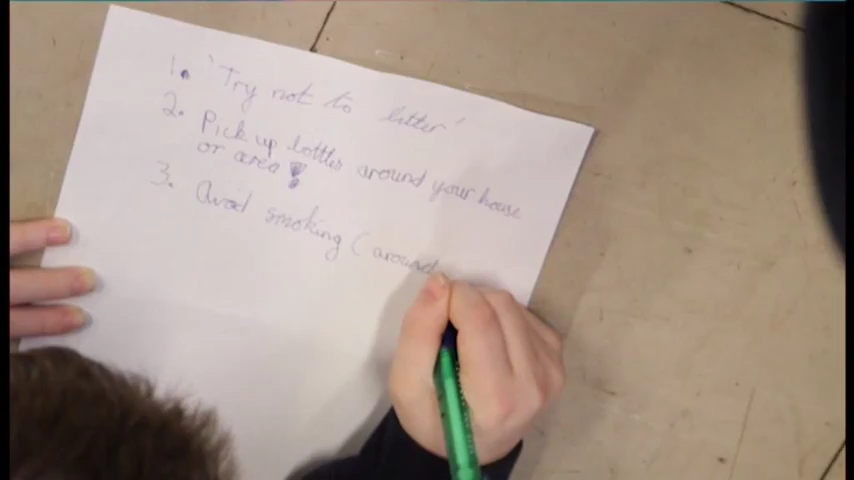 1. 'Try not to litter'
2. Pick up bottles around your house
or area!
3. Avoid smoking (around